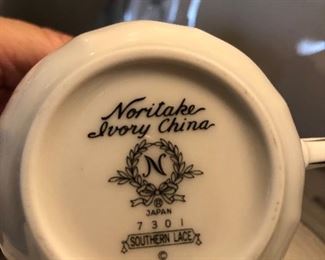 Noritake
Ivory China
N
®
JAPAN
7301
SOUTHERN LACE
©